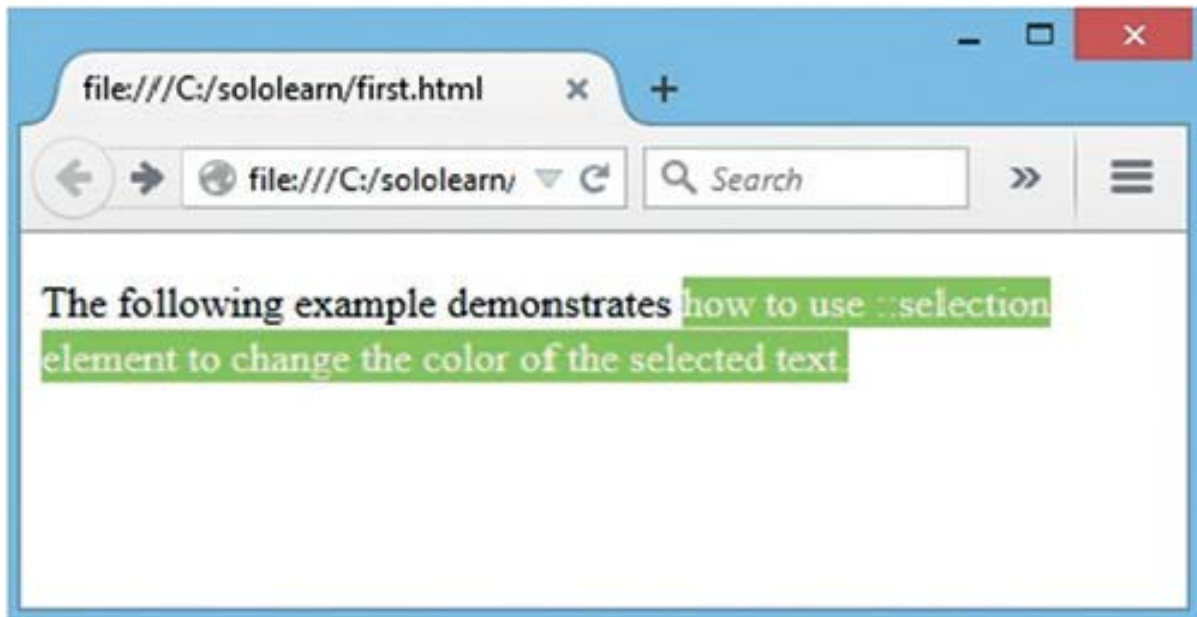 file:///C:/sololearn/first.html
file:///C:/sololearn/
Search
The following example demonstrates how to use ::selection
element to change the color of the selected text.